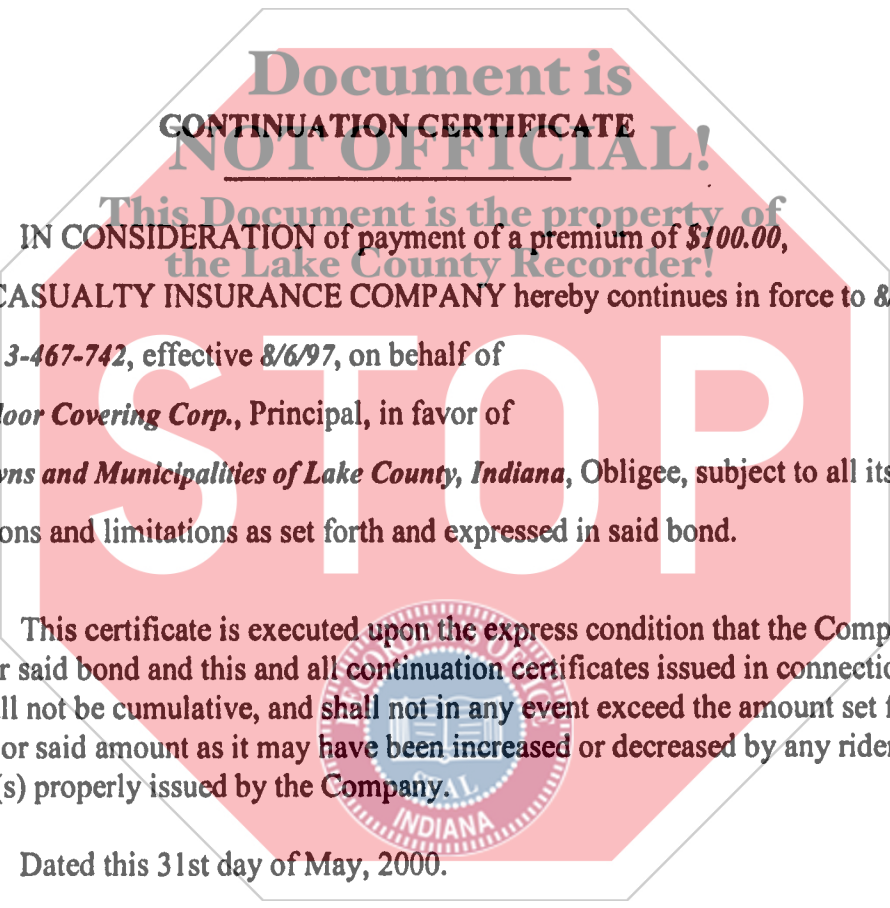 Document is
CONTINUATION CERTIFICATE
NOT OFFICIAL!
This Document is the property of
IN CONSIDERATION of payment of a premium of $100.00,
the Lake County Recorder!
CASUALTY INSURANCE COMPANY hereby continues in force to 8/
3-467-742, effective 8/6/97, on behalf of
loor Covering Corp., Principal, in favor of
STOP
wns and Municipalities of Lake County, Indiana, Obligee, subject to all its
ons and limitations as set forth and expressed in said bond.
This certificate is executed upon the express condition that the Comp
r said bond and this and all continuation certificates issued in connectio
ll not be cumulative, and shall not in any event exceed the amount set f
or said amount as it may have been increased or decreased by any rider
(s) properly issued by the Company.
SEAL
INDIANA
Dated this 31st day of May, 2000.